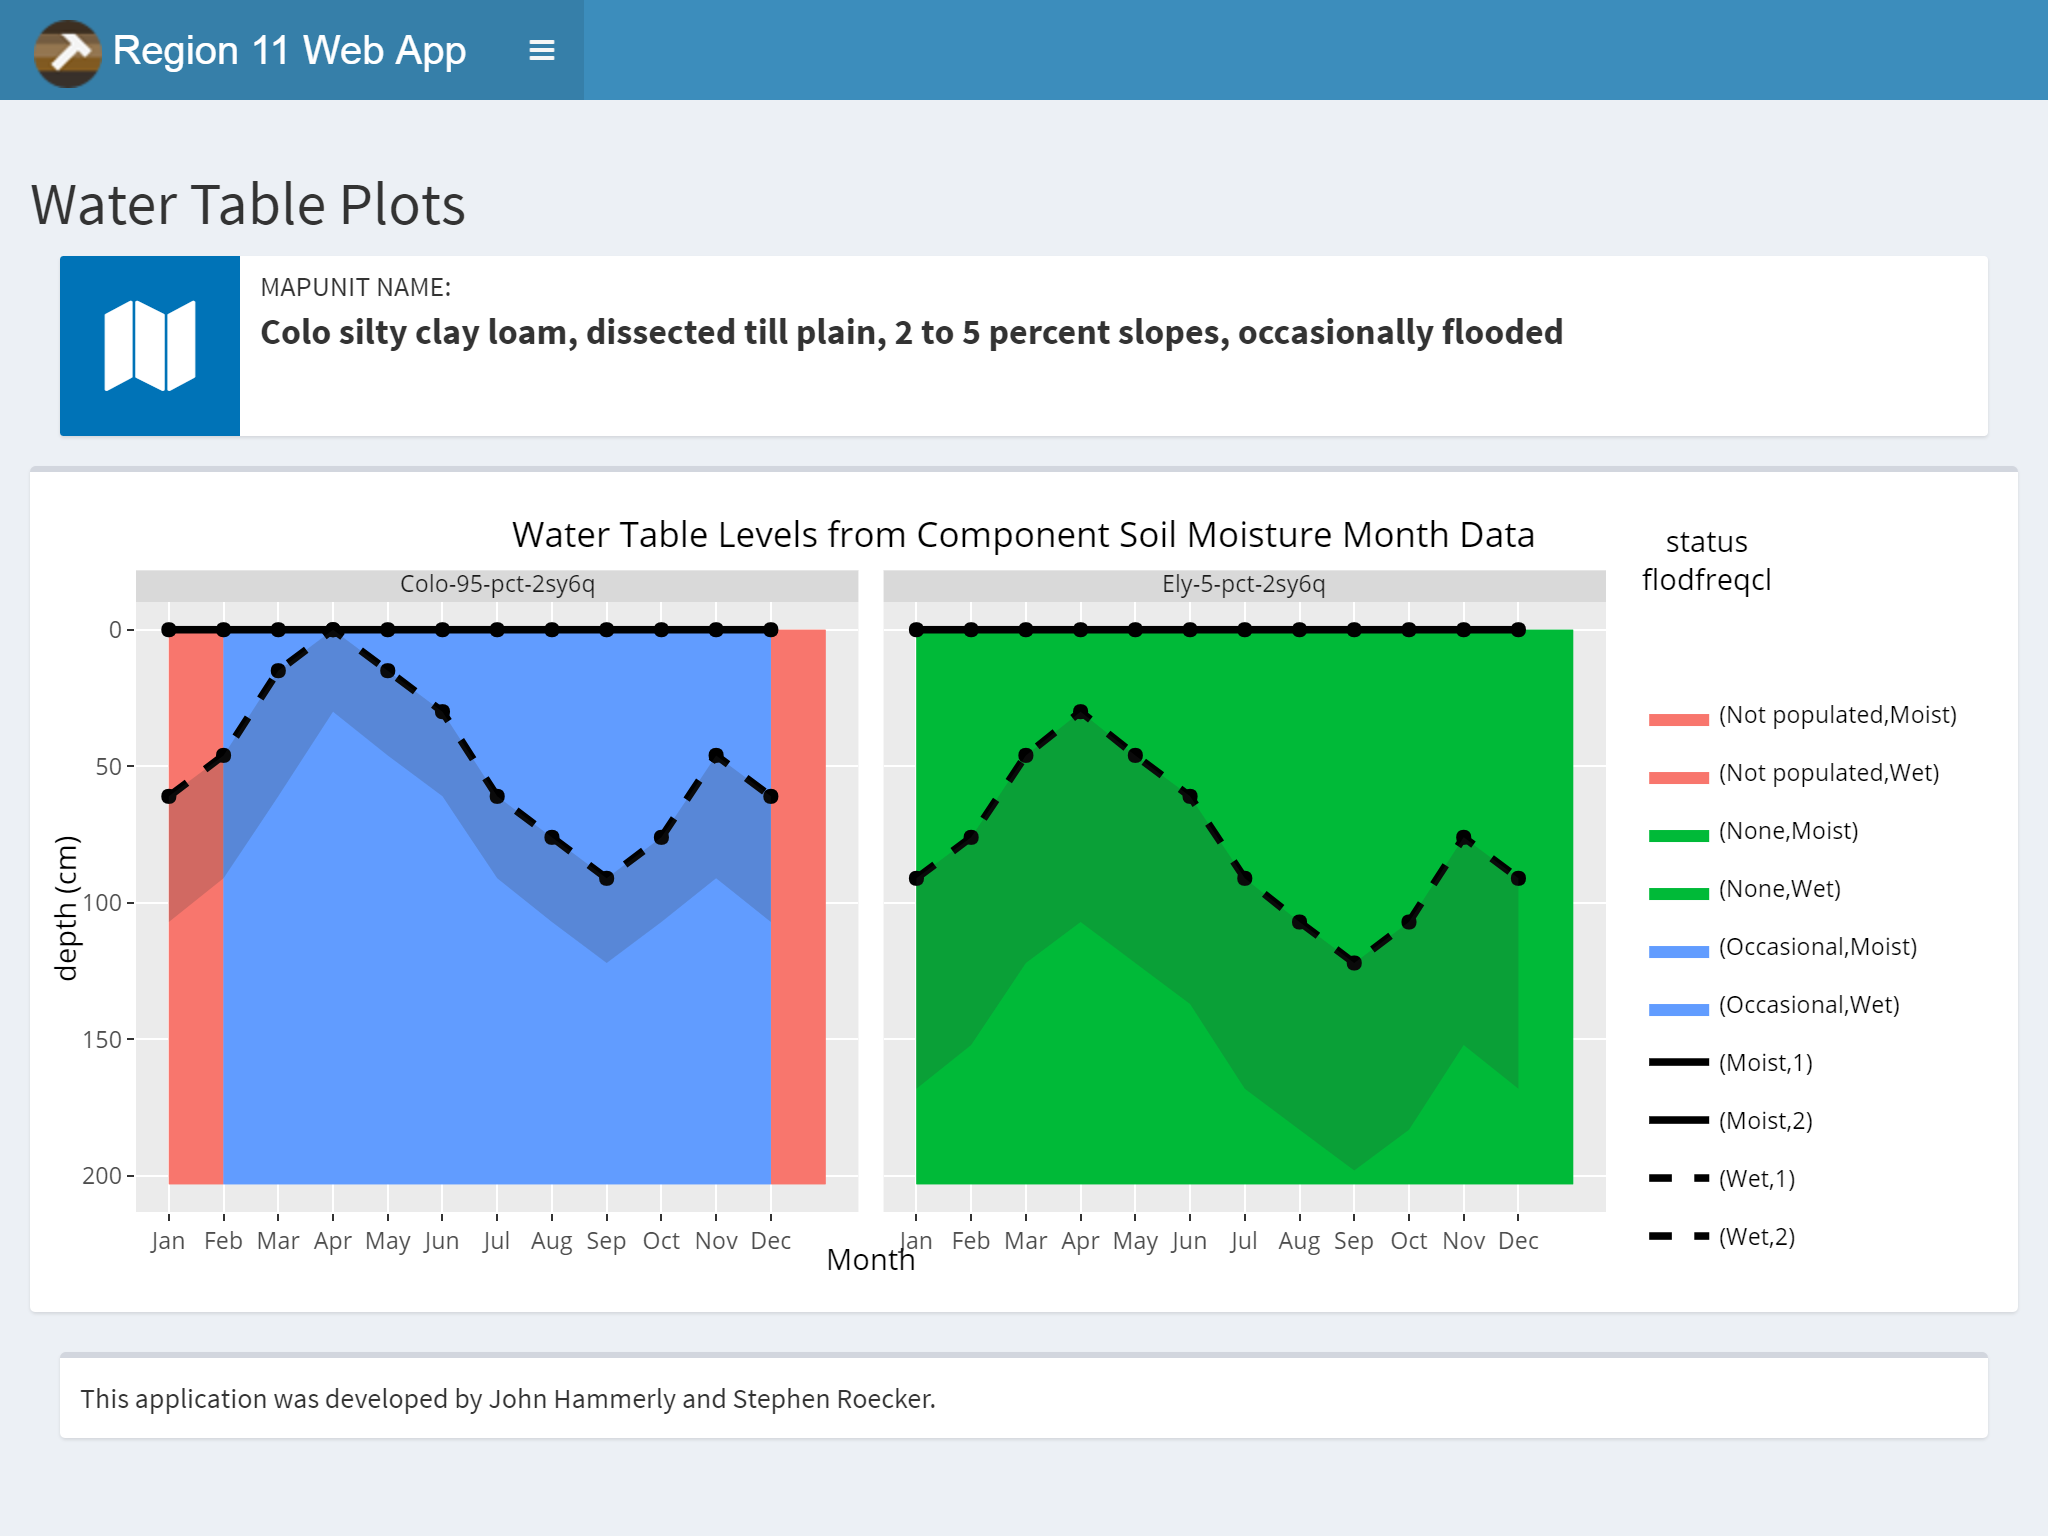 Region 11 Web App
Water Table Plots
MAPUNIT NAME:
Colo silty clay loam, dissected till plain, 2 to 5 percent slopes, occasionally flooded
Water Table Levels from Component Soil Moisture Month Data
Colo-95-pct-2sy6q
Ely-5-pct-2sy6q
depth (cm)
0
50
100
150
200
Jan Feb Mar Apr May Jun Jul Aug Sep Oct Nov Dec
Jan Feb Mar Apr May Jun Jul Aug Sep Oct Nov Dec
Month
status
flodfreqcl
(Not populated,Moist)
(Not populated,Wet)
(None,Moist)
(None,Wet)
(Occasional,Moist)
(Occasional,Wet)
(Moist,1)
(Moist,2)
(Wet,1)
(Wet,2)
This application was developed by John Hammerly and Stephen Roecker.